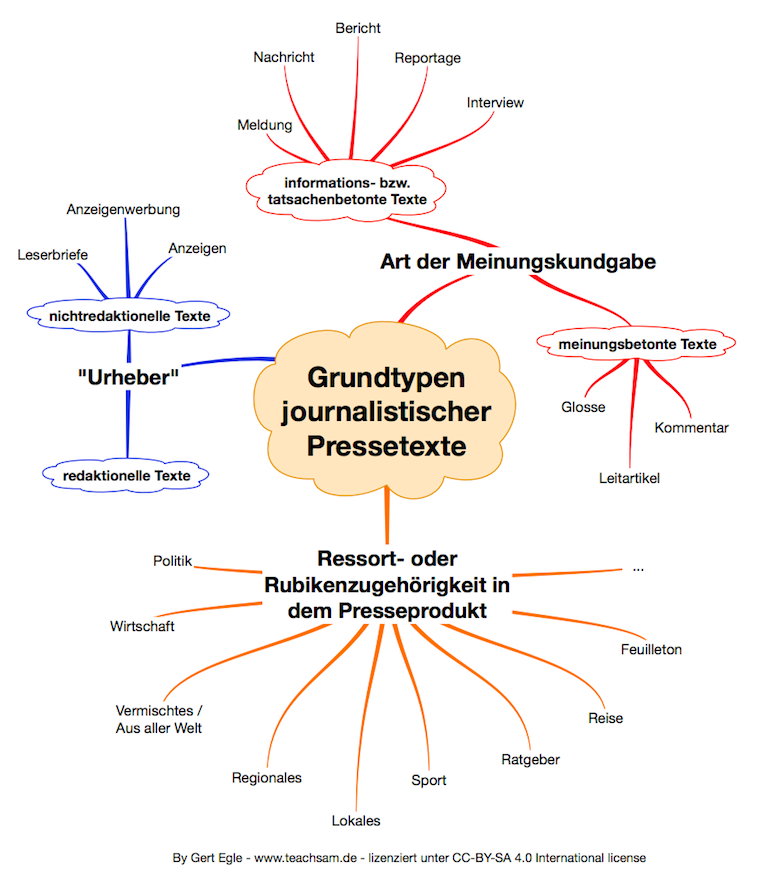 Bericht
Nachricht
Reportage
Interview
Meldung
informations- bzw.
tatsachenbetonte Texte
Anzeigenwerbung
Leserbriefe
Anzeigen
nichtredaktionelle Texte
Art der Meinungskundgabe
meinungsbetonte Texte
"Urheber"
Grundtypen
journalistischer
Pressetexte
Glosse
Kommentar
Leitartikel
redaktionelle Texte
Ressort- oder
Rubikenzugehörigkeit in
dem Presseprodukt
Politik
...
Wirtschaft
Feuilleton
Vermischtes /
Aus aller Welt
Reise
Regionales
Ratgeber
Sport
Lokales
By Gert Egle - www.teachsam.de - lizenziert unter CC-BY-SA 4.0 International license